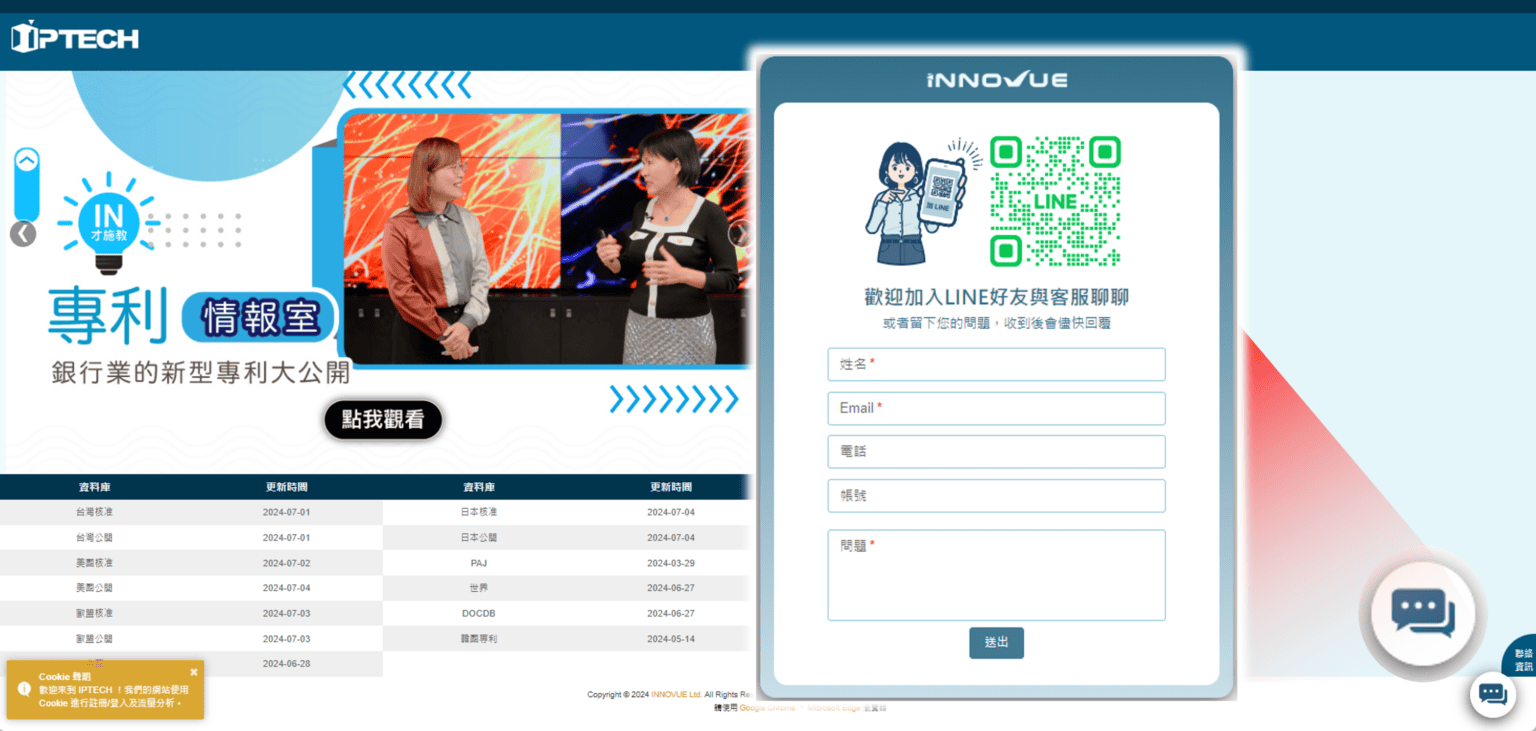 IPTECH
IN
才施教
專利 情報室
銀行業的新型專利大公開
點我觀看
資料庫 更新時間 資料庫 更新時間
台灣核准 2024-07-01 日本核准 2024-07-04
台灣公開 2024-07-01 日本公開 2024-07-04
美國核准 2024-07-02 PAJ 2024-03-29
美國公開 2024-07-04 世界 2024-06-27
歐盟核准 2024-07-03 DOCDB 2024-06-27
歐盟公開 2024-07-03 韓國專利 2024-05-14
2024-06-28
Cookie 聲明
歡迎來到 IPTECH ！我們的網站使用
Cookie 進行註冊/登入及流量分析。
Copyright © 2024 INNOVUE Ltd. All Rights
請使用 Google Chrome 、 Microsoft Edge 瀏覽器
iNNOVUE
加 LINE
LINE
歡迎加入LINE好友與客服聊聊
或者留下您的問題，收到後會儘快回覆
姓名 *
Email *
電話
帳號
問題 *
送出
聯絡
資訊